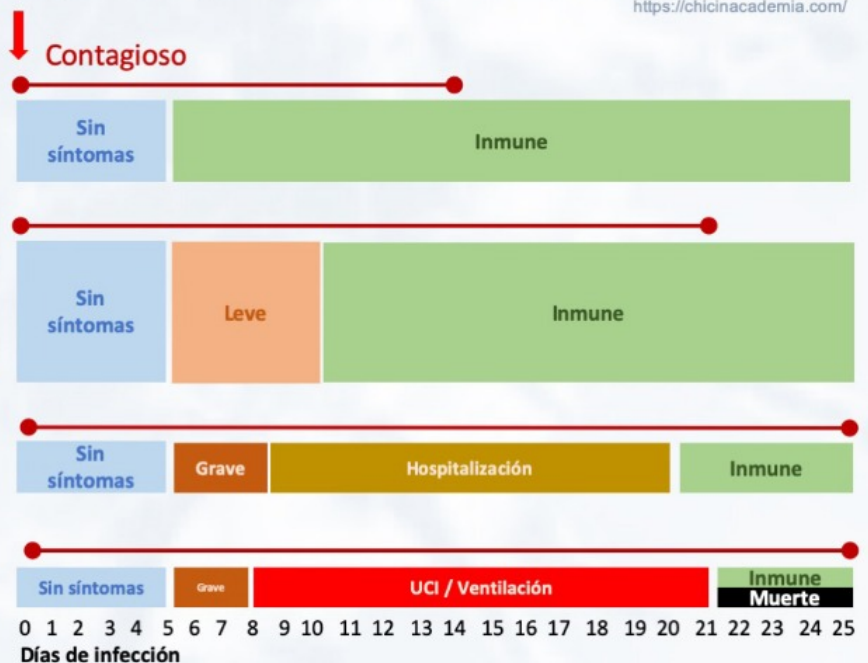 https://chicinacademia.com/
Contagioso
Sin
síntomas
Inmune
Sin
síntomas
Leve
Inmune
Sin
síntomas
Grave
Hospitalización
Inmune
Sin síntomas
Grave
UCI / Ventilación
Inmune
Muerte
0 1 2 3 4 5 6 7 8 9 10 11 12 13 14 15 16 17 18 19 20 21 22 23 24 25
Días de infección